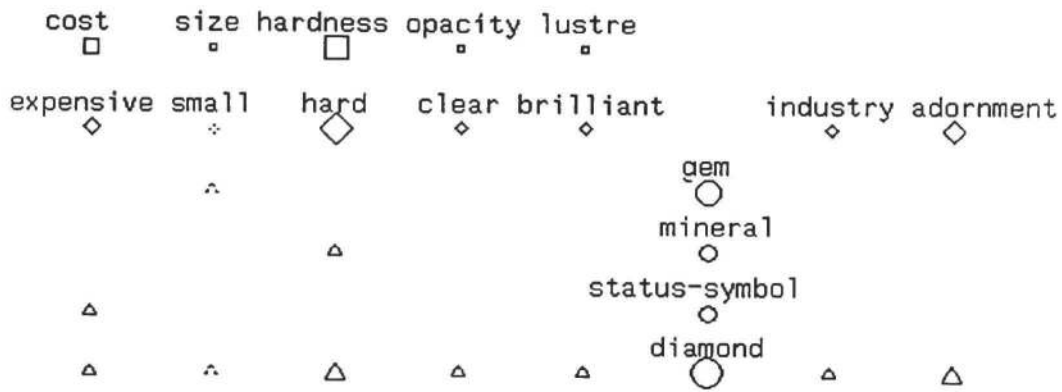 cost size hardness opacity lustre
expensive small hard clear brilliant industry adornment
gem
mineral
status-symbol
diamond